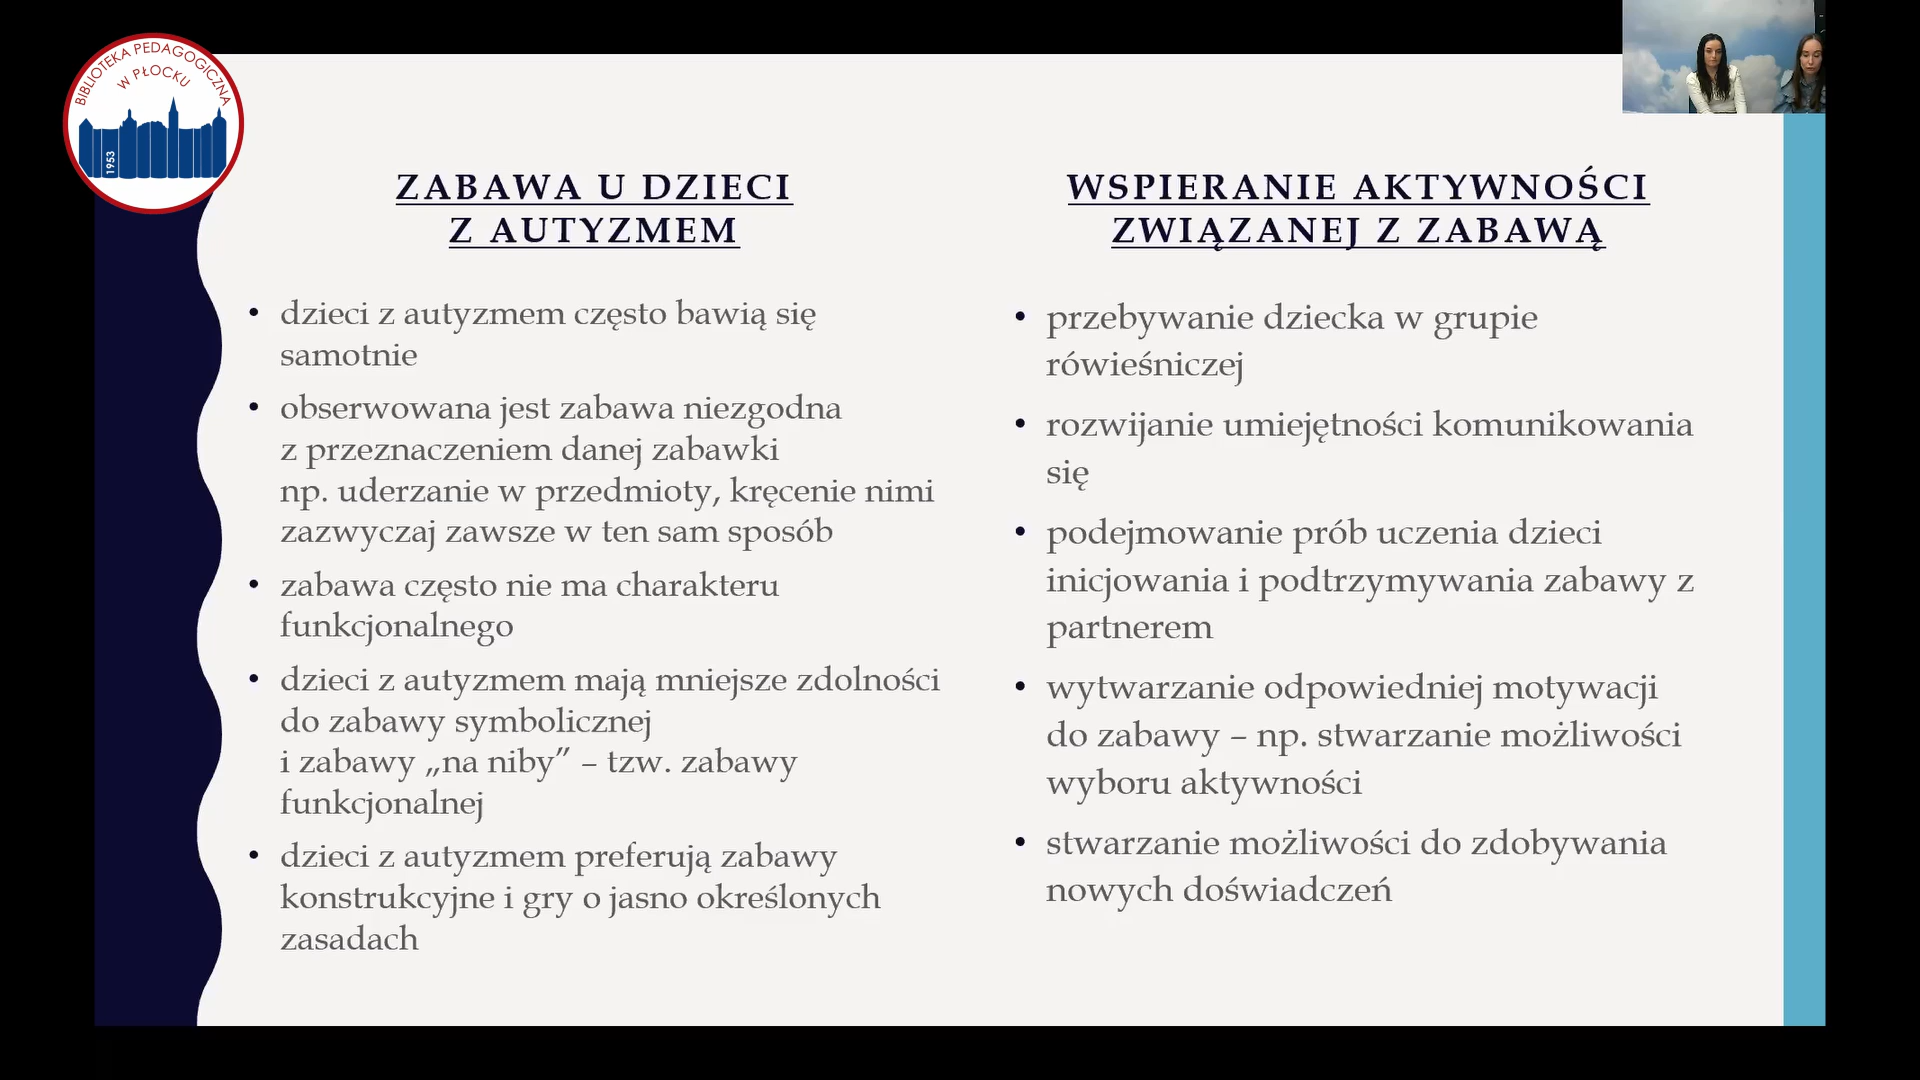 BIBLIOTEKA PEDAGOGICZNA
W PŁOCKU
1953
ZABAWA U DZIECI
Z AUTYZMEM
• dzieci z autyzmem często bawią się
samotnie
• obserwowana jest zabawa niezgodna
z przeznaczeniem danej zabawki
np. uderzanie w przedmioty, kręcenie nimi
zazwyczaj zawsze w ten sam sposób
• zabawa często nie ma charakteru
funkcjonalnego
• dzieci z autyzmem mają mniejsze zdolności
do zabawy symbolicznej
i zabawy „na niby” – tzw. zabawy
funkcjonalnej
• dzieci z autyzmem preferują zabawy
konstrukcyjne i gry o jasno określonych
zasadach
WSPIERANIE AKTYWNOŚCI
ZWIĄZANEJ Z ZABAWĄ
• przebywanie dziecka w grupie
rówieśniczej
• rozwijanie umiejętności komunikowania
się
• podejmowanie prób uczenia dzieci
inicjowania i podtrzymywania zabawy z
partnerem
• wytwarzanie odpowiedniej motywacji
do zabawy – np. stwarzanie możliwości
wyboru aktywności
• stwarzanie możliwości do zdobywania
nowych doświadczeń